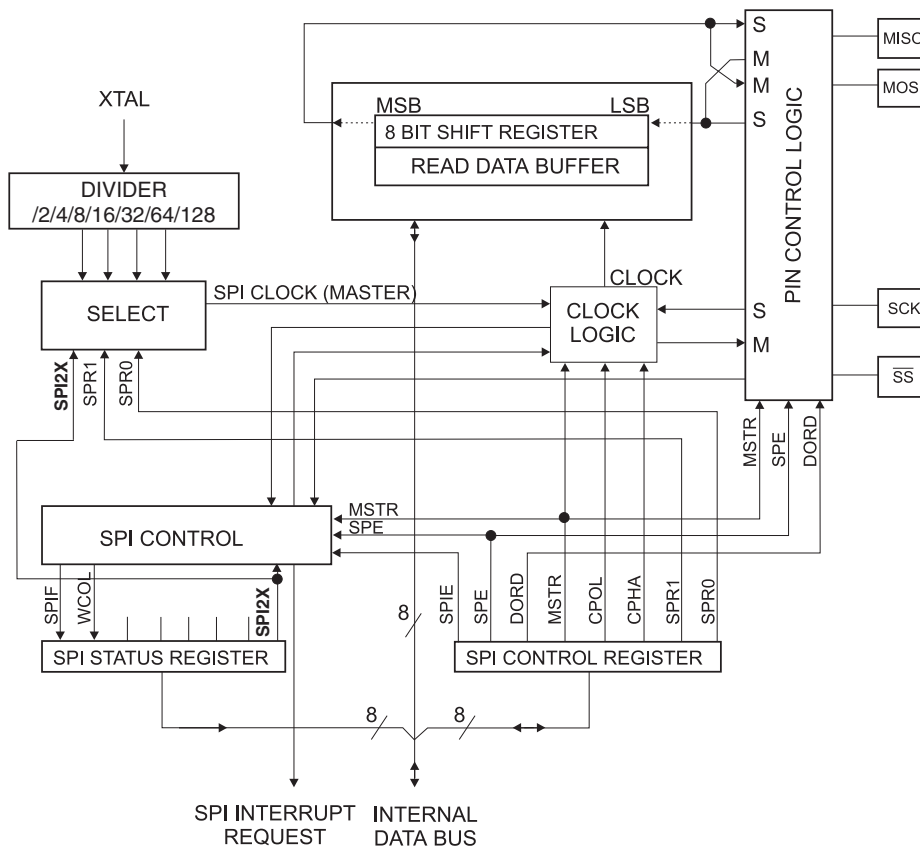 S
MISO
M
M
MOSI
XTAL
MSB
LSB
S
8 BIT SHIFT REGISTER
READ DATA BUFFER
PIN CONTROL LOGIC
DIVIDER
/2/4/8/16/32/64/128
SPI CLOCK (MASTER)
CLOCK
SELECT
CLOCK
LOGIC
S
SCK
M
SS
SPI2X
SPR1
SPR0
MSTR
SPE
DORD
MSTR
SPE
SPI CONTROL
SPIF
WCOL
SPI2X
8
SPIE
SPE
DORD
MSTR
CPOL
CPHA
SPR1
SPR0
SPI STATUS REGISTER
SPI CONTROL REGISTER
8
8
SPI INTERRUPT
REQUEST
INTERNAL
DATA BUS